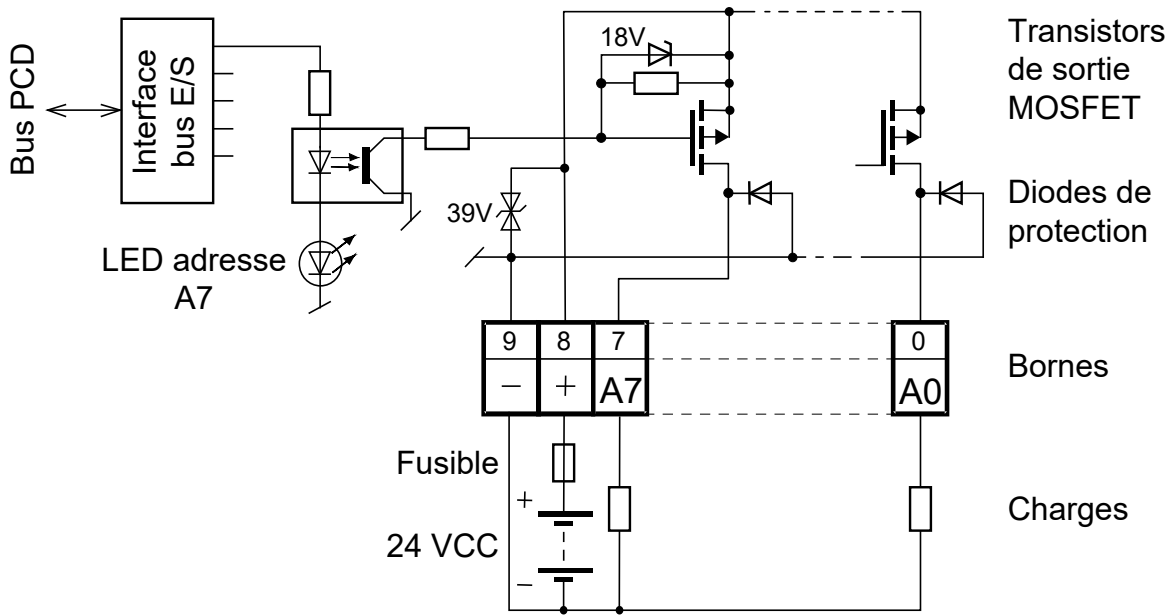 Bus PCD
Interface
bus E/S
18V
Transistors
de sortie
MOSFET
39V
Diodes de
protection
LED adresse
A7
9 8 7 0
− + A7 A0
Bornes
Fusible
+
24 VCC
−
Charges